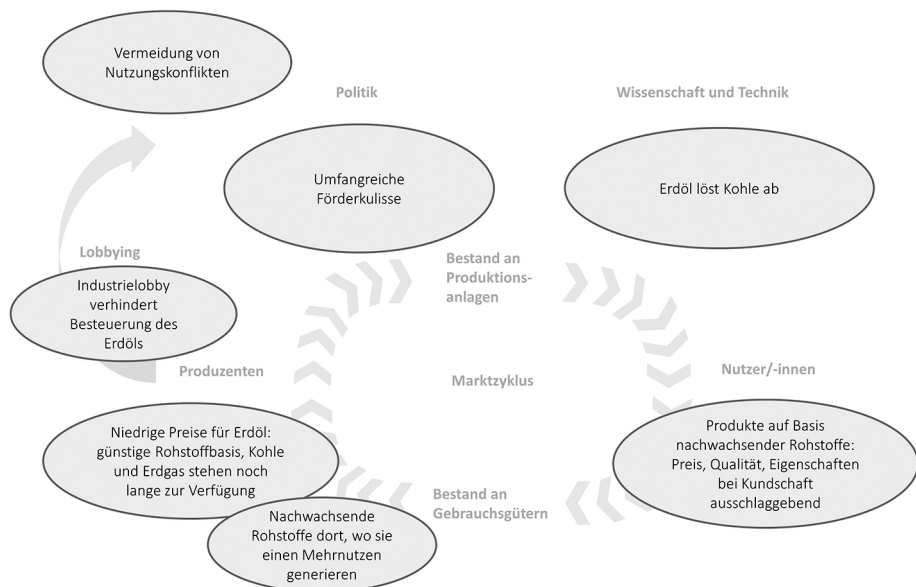 Vermeidung von
Nutzungskonflikten
Politik
Wissenschaft und Technik
Umfangreiche
Förderkulisse
Erdöl löst Kohle ab
Lobbying
Industrielobby
verhindert
Besteuerung des
Erdöls
Bestand an
Produktions-
anlagen
Produzenten
Marktzyklus
Nutzer/-innen
Niedrige Preise für Erdöl:
günstige Rohstoffbasis, Kohle
und Erdgas stehen noch
lange zur Verfügung
Produkte auf Basis
nachwachsender Rohstoffe:
Preis, Qualität, Eigenschaften
bei Kundschaft
ausschlaggebend
Bestand an
Gebrauchsgütern
Nachwachsende
Rohstoffe dort, wo sie
einen Mehrnutzen
generieren